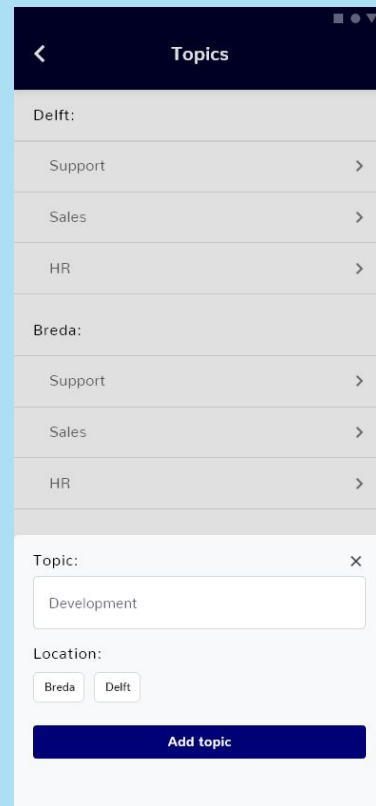 Topics
Delft:
Support
Sales
HR
Breda:
Support
Sales
HR
Topic:
Development
Location:
Breda Delft
Add topic